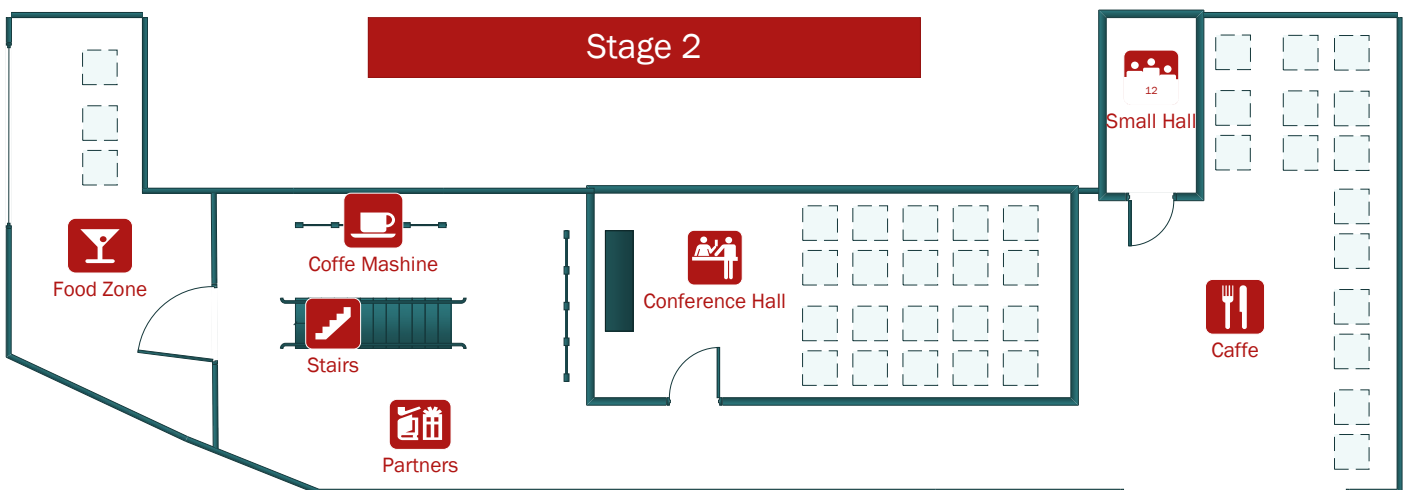 Stage 2
12
Small Hall
Food Zone
Coffe Mashine
Conference Hall
Stairs
Caffe
Partners